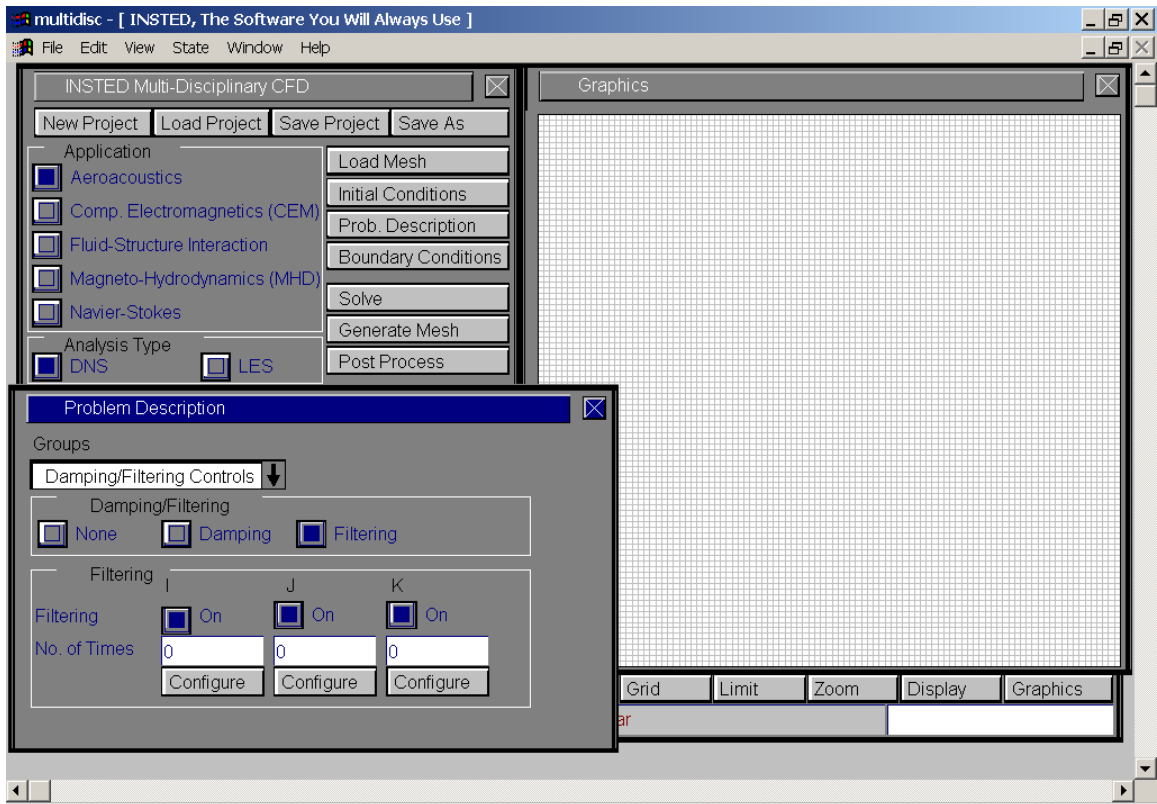 multidisc - [ INSTED, The Software You Will Always Use ]
File Edit View State Window Help
INSTED Multi-Disciplinary CFD
New Project Load Project Save Project Save As
Application
Aeroacoustics
Comp. Electromagnetics (CEM)
Fluid-Structure Interaction
Magneto-Hydrodynamics (MHD)
Navier-Stokes
Analysis Type
DNS LES
Load Mesh
Initial Conditions
Prob. Description
Boundary Conditions
Solve
Generate Mesh
Post Process
Graphics
Problem Description
Groups
Damping/Filtering Controls
Damping/Filtering
None Damping Filtering
Filtering
I J K
Filtering On On On
No. of Times 0 0 0
Configure Configure Configure
Grid Limit Zoom Display Graphics
ar